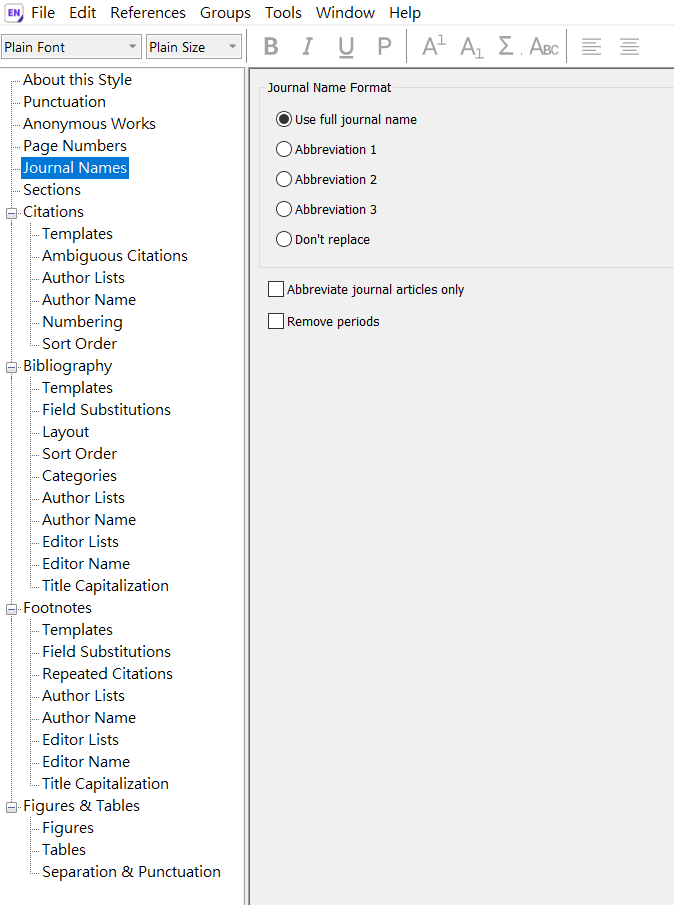 EN File Edit References Groups Tools Window Help
Plain Font Plain Size B I U P A1 A1 Σ ABC
About this Style
Punctuation
Anonymous Works
Page Numbers
Journal Names
Sections
Citations
Templates
Ambiguous Citations
Author Lists
Author Name
Numbering
Sort Order
Bibliography
Templates
Field Substitutions
Layout
Sort Order
Categories
Author Lists
Author Name
Editor Lists
Editor Name
Title Capitalization
Footnotes
Templates
Field Substitutions
Repeated Citations
Author Lists
Author Name
Editor Lists
Editor Name
Title Capitalization
Figures & Tables
Figures
Tables
Separation & Punctuation
Journal Name Format
Use full journal name
Abbreviation 1
Abbreviation 2
Abbreviation 3
Don't replace
Abbreviate journal articles only
Remove periods